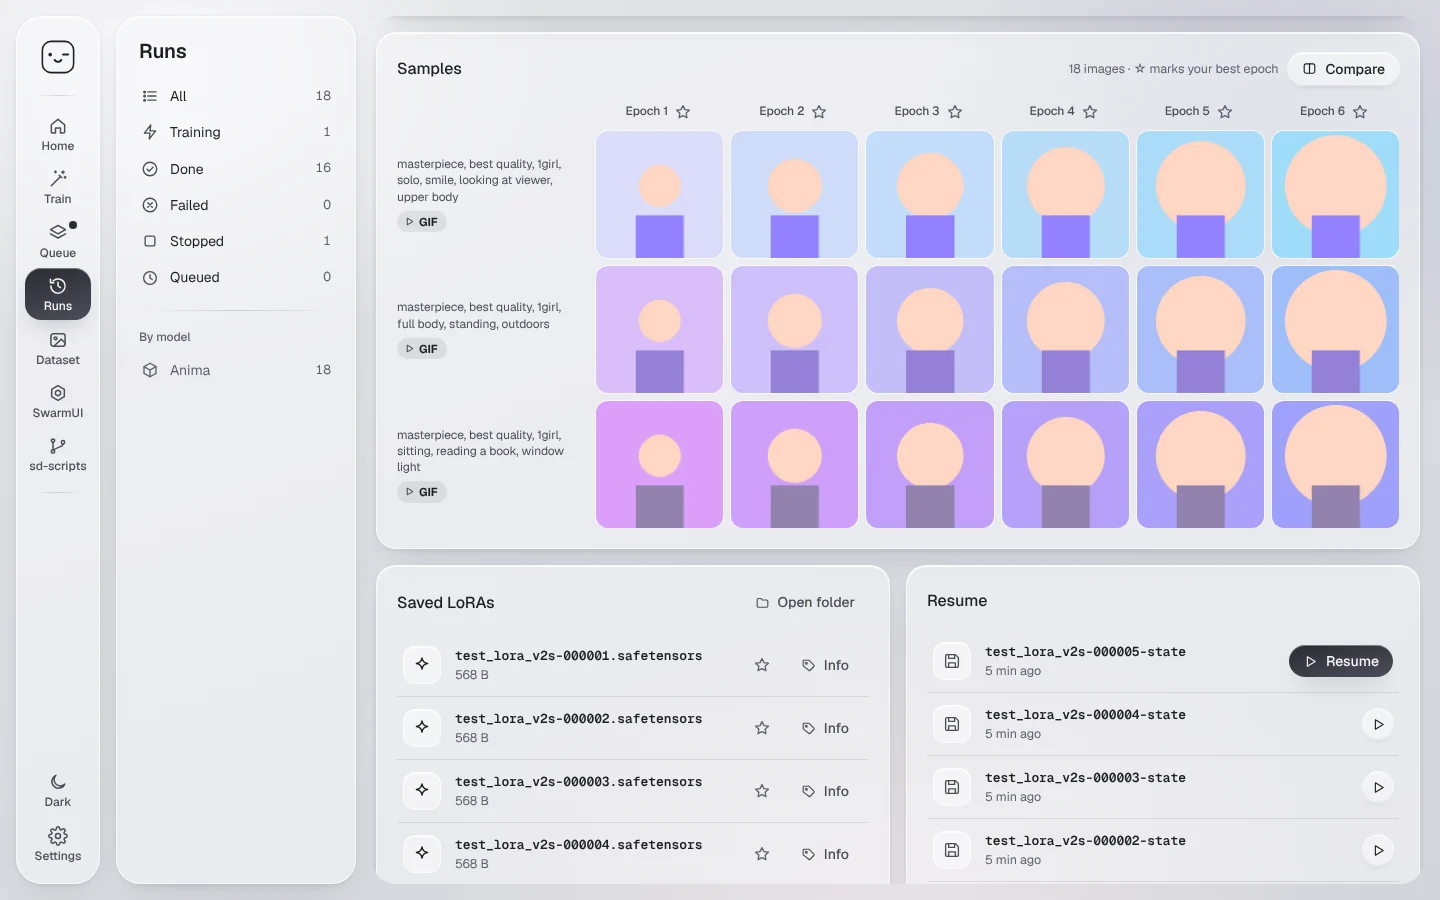 Home
Train
Queue
Runs
Dataset
SwarmUI
sd-scripts
Dark
Settings
Runs
All 18
Training 1
Done 16
Failed 0
Stopped 1
Queued 0
By model
Anima 18
Samples
18 images · ☆ marks your best epoch
Compare
Epoch 1 Epoch 2 Epoch 3 Epoch 4 Epoch 5 Epoch 6
masterpiece, best quality, 1girl,
solo, smile, looking at viewer,
upper body
GIF
masterpiece, best quality, 1girl,
full body, standing, outdoors
GIF
masterpiece, best quality, 1girl,
sitting, reading a book, window
light
GIF
Saved LoRAs
Open folder
test_lora_v2s-000001.safetensors
568 B
Info
test_lora_v2s-000002.safetensors
568 B
Info
test_lora_v2s-000003.safetensors
568 B
Info
test_lora_v2s-000004.safetensors
568 B
Info
Resume
test_lora_v2s-000005-state
5 min ago
Resume
test_lora_v2s-000004-state
5 min ago
test_lora_v2s-000003-state
5 min ago
test_lora_v2s-000002-state
5 min ago